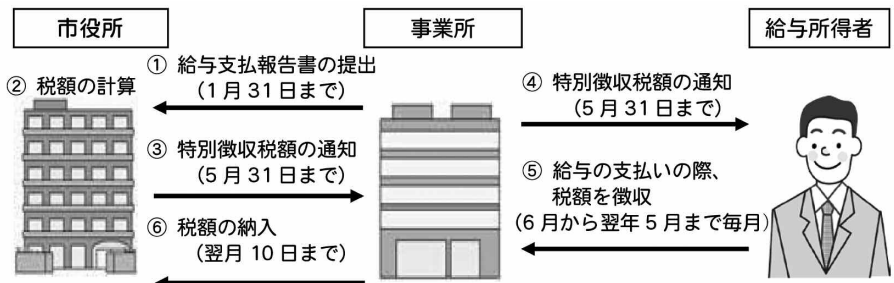 市役所
事業所
給与所得者
① 給与支払報告書の提出
（1月31日まで）
② 税額の計算
③ 特別徴収税額の通知
（5月31日まで）
④ 特別徴収税額の通知
（5月31日まで）
⑤ 給与の支払いの際、
税額を徴収
（6月から翌年5月まで毎月）
⑥ 税額の納入
（翌月10日まで）